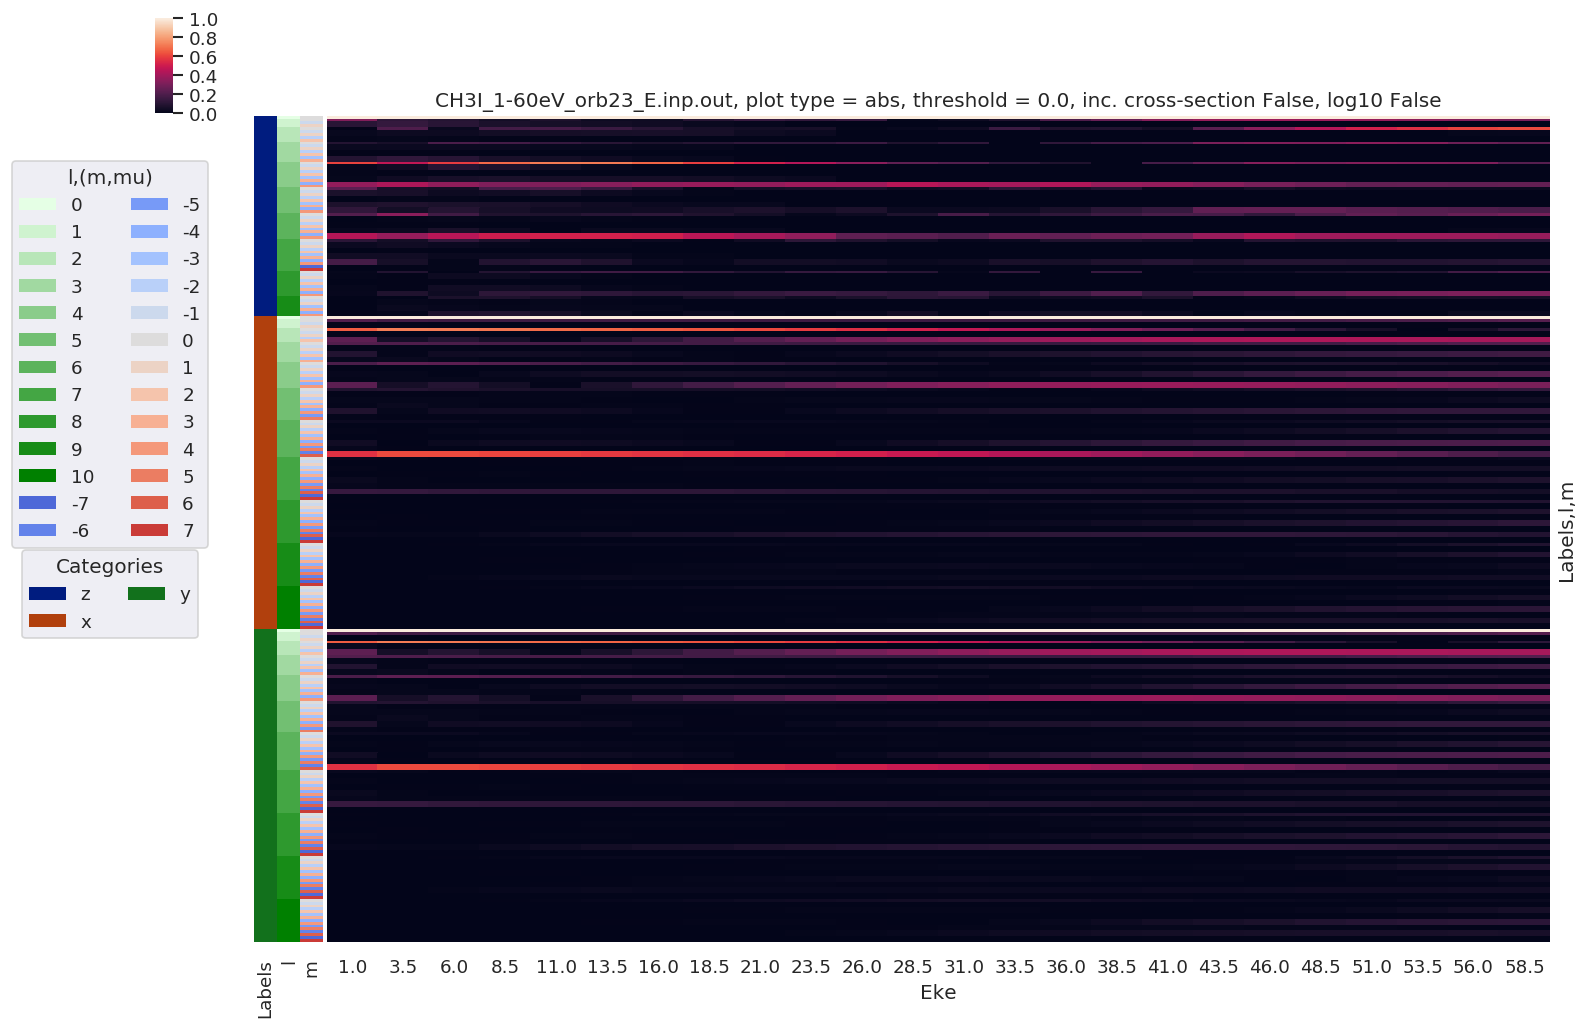 1.0
0.8
0.6
0.4
0.2
0.0
CH3I_1-60eV_orb23_E.inp.out, plot type = abs, threshold = 0.0, inc. cross-section False, log10 False
l,(m,mu)
0 -5
1 -4
2 -3
3 -2
4 -1
5 0
6 1
7 2
8 3
9 4
10 5
-7 6
-6 7
Categories
z y
x
Labels,l,m
Labels l m
1.0 3.5 6.0 8.5 11.0 13.5 16.0 18.5 21.0 23.5 26.0 28.5 31.0 33.5 36.0 38.5 41.0 43.5 46.0 48.5 51.0 53.5 56.0 58.5
Eke